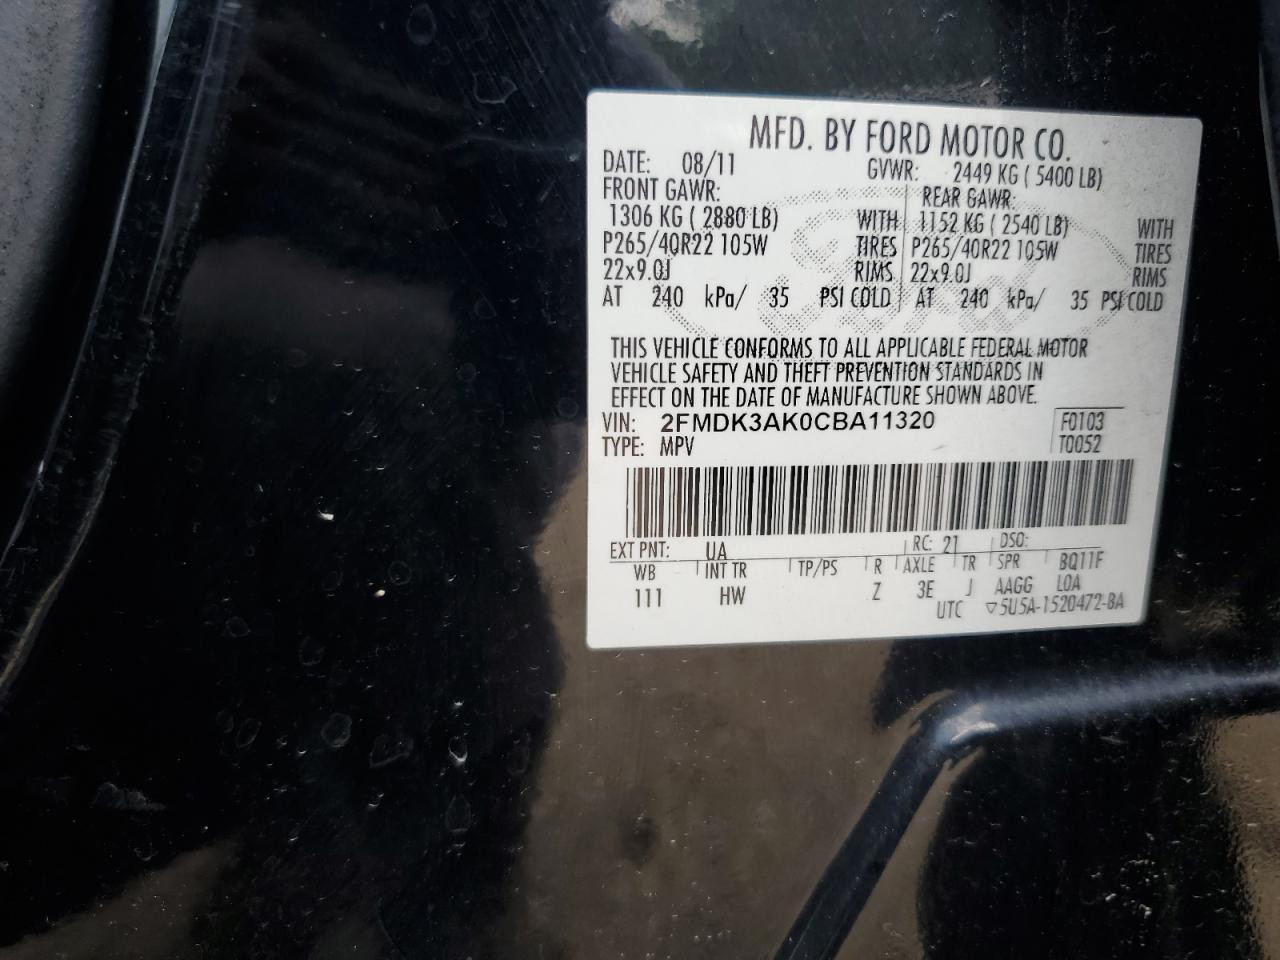 MFD. BY FORD MOTOR CO.
DATE: 08/11 GVWR: 2449 KG ( 5400 LB)
FRONT GAWR: REAR GAWR:
1306 KG ( 2880 LB) WITH 1152 KG ( 2540 LB) WITH
P265/40R22 105W TIRES P265/40R22 105W TIRES
22x9.0J RIMS 22x9.0J RIMS
AT 240 kPa/ 35 PSI COLD AT 240 kPa/ 35 PSI COLD
THIS VEHICLE CONFORMS TO ALL APPLICABLE FEDERAL MOTOR
VEHICLE SAFETY AND THEFT PREVENTION STANDARDS IN
EFFECT ON THE DATE OF MANUFACTURE SHOWN ABOVE.
VIN: 2FMDK3AK0CBA11320 F0103
TYPE: MPV T0052
EXT PNT: UA RC: 21 DSO:
WB INT TR TP/PS R AXLE TR SPR BQ11F
111 HW Z 3E J AAGG LOA
UTC ▽5U5A-1520472-BA